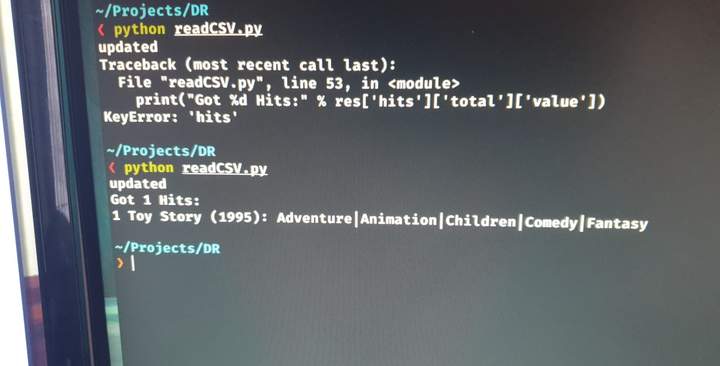 ~/Projects/DR
❮ python readCSV.py
updated
Traceback (most recent call last):
File "readCSV.py", line 53, in <module>
print("Got %d Hits:" % res['hits']['total']['value'])
KeyError: 'hits'
~/Projects/DR
❮ python readCSV.py
updated
Got 1 Hits:
1 Toy Story (1995): Adventure|Animation|Children|Comedy|Fantasy
~/Projects/DR
❯